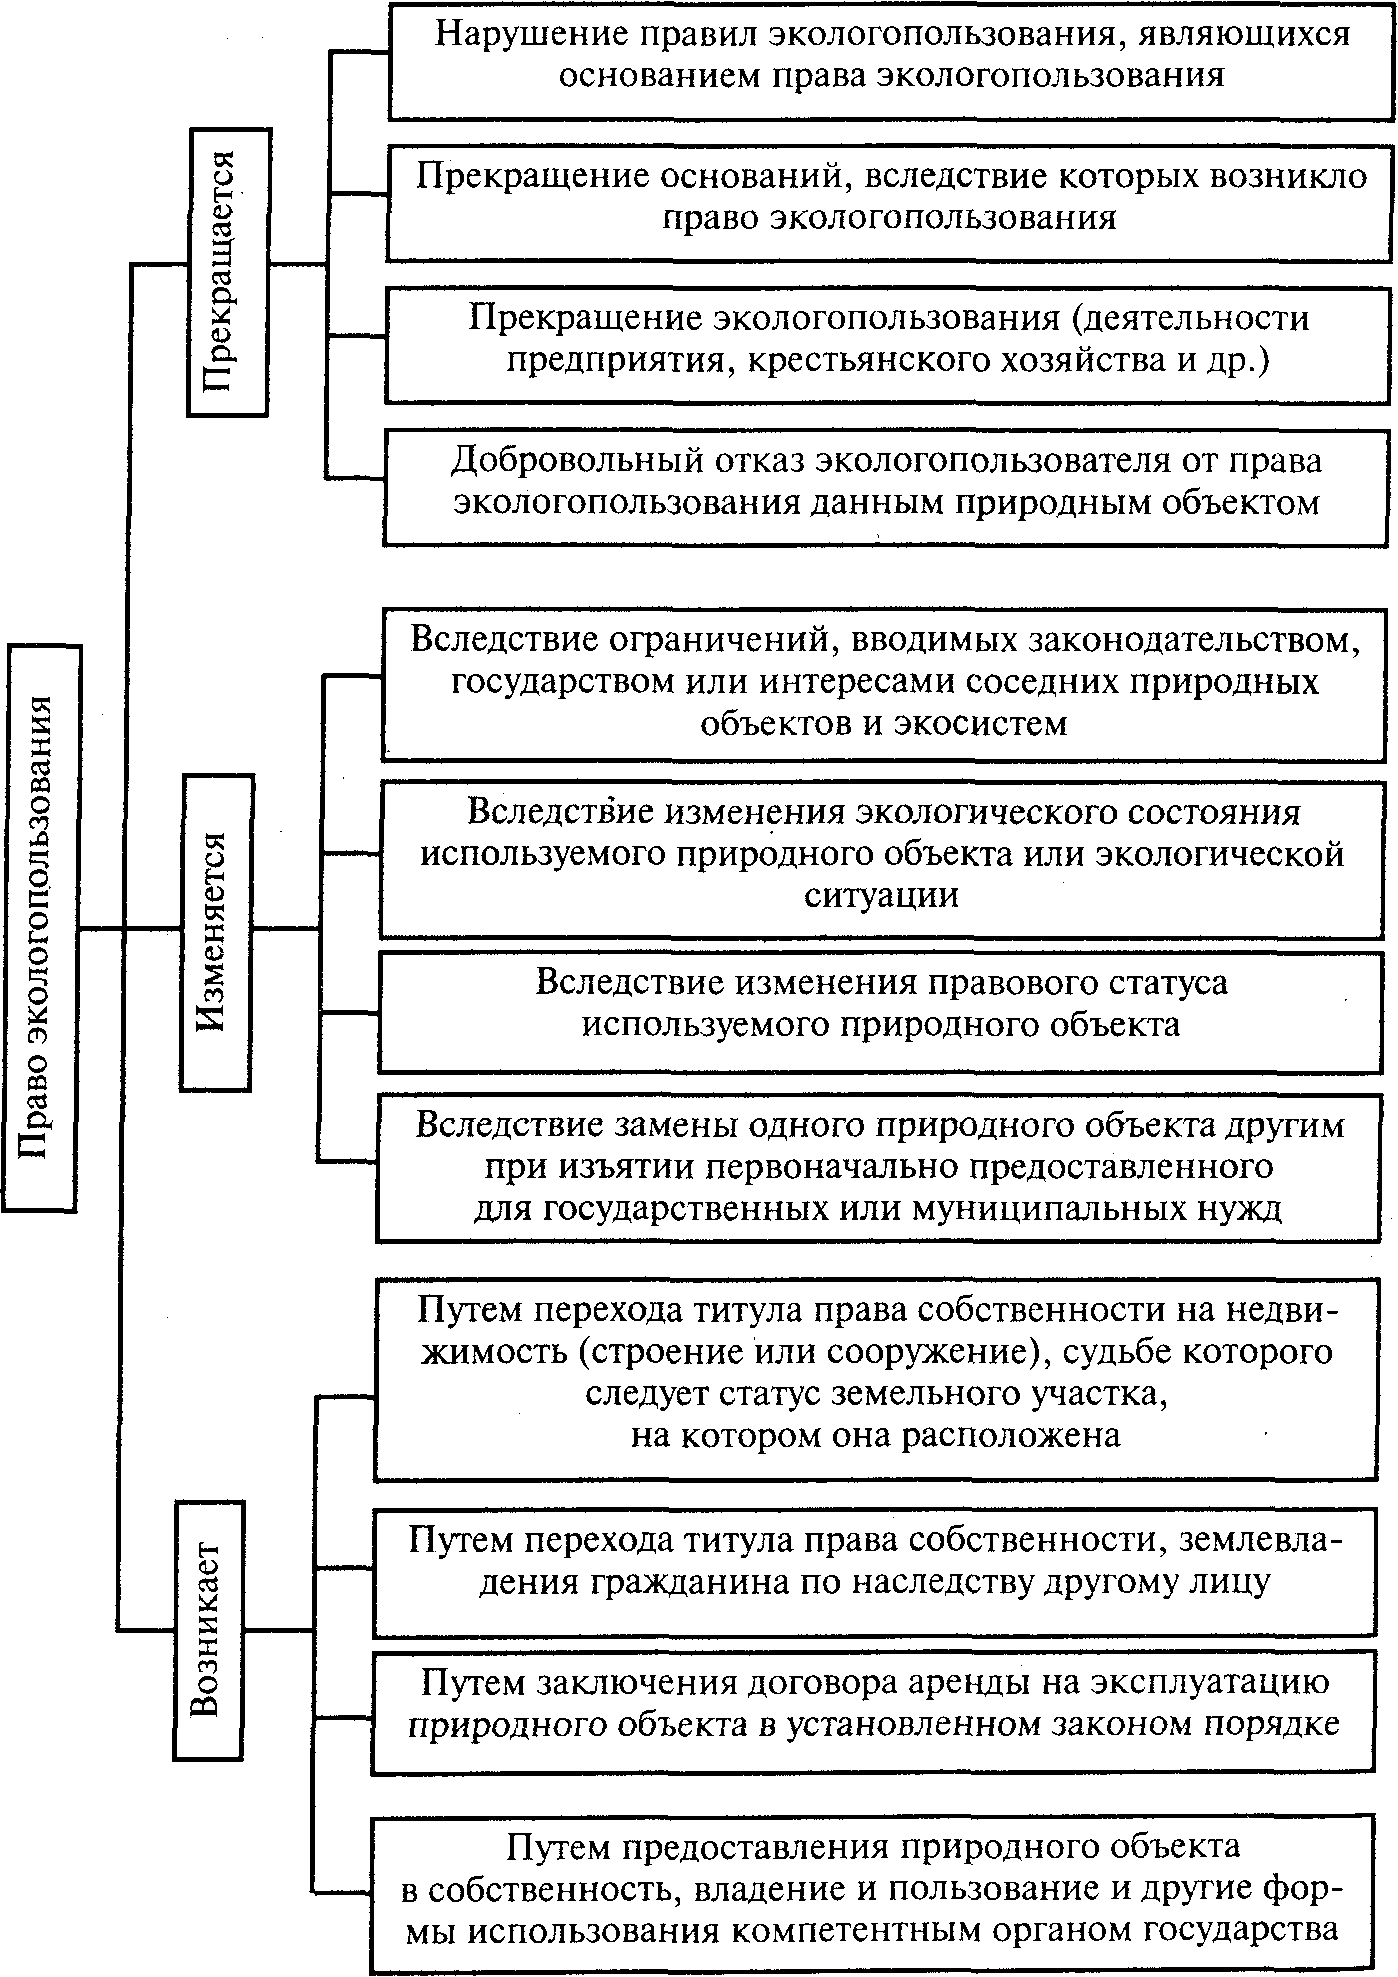 Право экологопользования
Прекращается
Нарушение правил экологопользования, являющихся
основанием права экологопользования
Прекращение оснований, вследствие которых возникло
право экологопользования
Прекращение экологопользования (деятельности
предприятия, крестьянского хозяйства и др.)
Добровольный отказ экологопользователя от права
экологопользования данным природным объектом
Изменяется
Вследствие ограничений, вводимых законодательством,
государством или интересами соседних природных
объектов и экосистем
Вследствие изменения экологического состояния
используемого природного объекта или экологической
ситуации
Вследствие изменения правового статуса
используемого природного объекта
Вследствие замены одного природного объекта другим
при изъятии первоначально предоставленного
для государственных или муниципальных нужд
Возникает
Путем перехода титула права собственности на недви-
жимость (строение или сооружение), судьбе которого
следует статус земельного участка,
на котором она расположена
Путем перехода титула права собственности, землевла-
дения гражданина по наследству другому лицу
Путем заключения договора аренды на эксплуатацию
природного объекта в установленном законом порядке
Путем предоставления природного объекта
в собственность, владение и пользование и другие фор-
мы использования компетентным органом государства